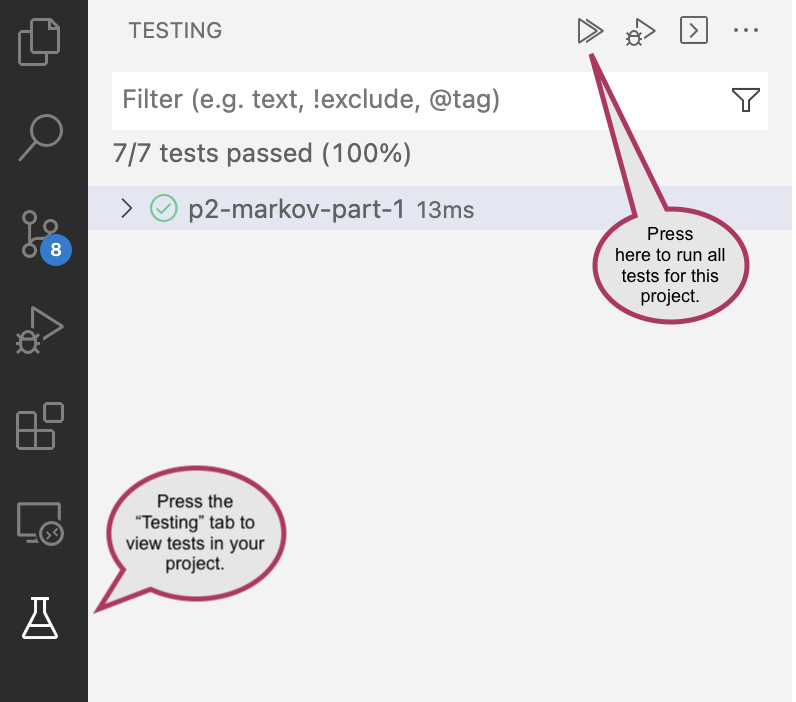 TESTING
Filter (e.g. text, !exclude, @tag)
7/7 tests passed (100%)
p2-markov-part-1 13ms
8
Press
here to run all
tests for this
project.
Press the
“Testing” tab to
view tests in your
project.